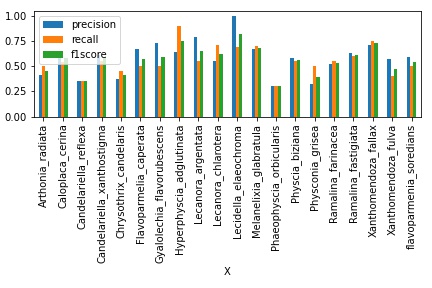 1.00
0.75
0.50
0.25
0.00
precision
recall
f1score
Arthonia_radiata
Caloplaca_cerina
Candelariella_reflexa
Candelariella_xanthostigma
Chrysothrix_candelaris
Flavoparmelia_caperata
Gyalolechia_flavorubescens
Hyperphyscia_adglutinata
Lecanora_argentata
Lecanora_chlarotera
Lecidella_elaeochroma
Melanelixia_glabratula
Phaeophyscia_orbicularis
Physcia_biziana
Physconia_grisea
Ramalina_farinacea
Ramalina_fastigiata
Xanthomendoza_fallax
Xanthomendoza_fulva
flavoparmenia_soredians
X